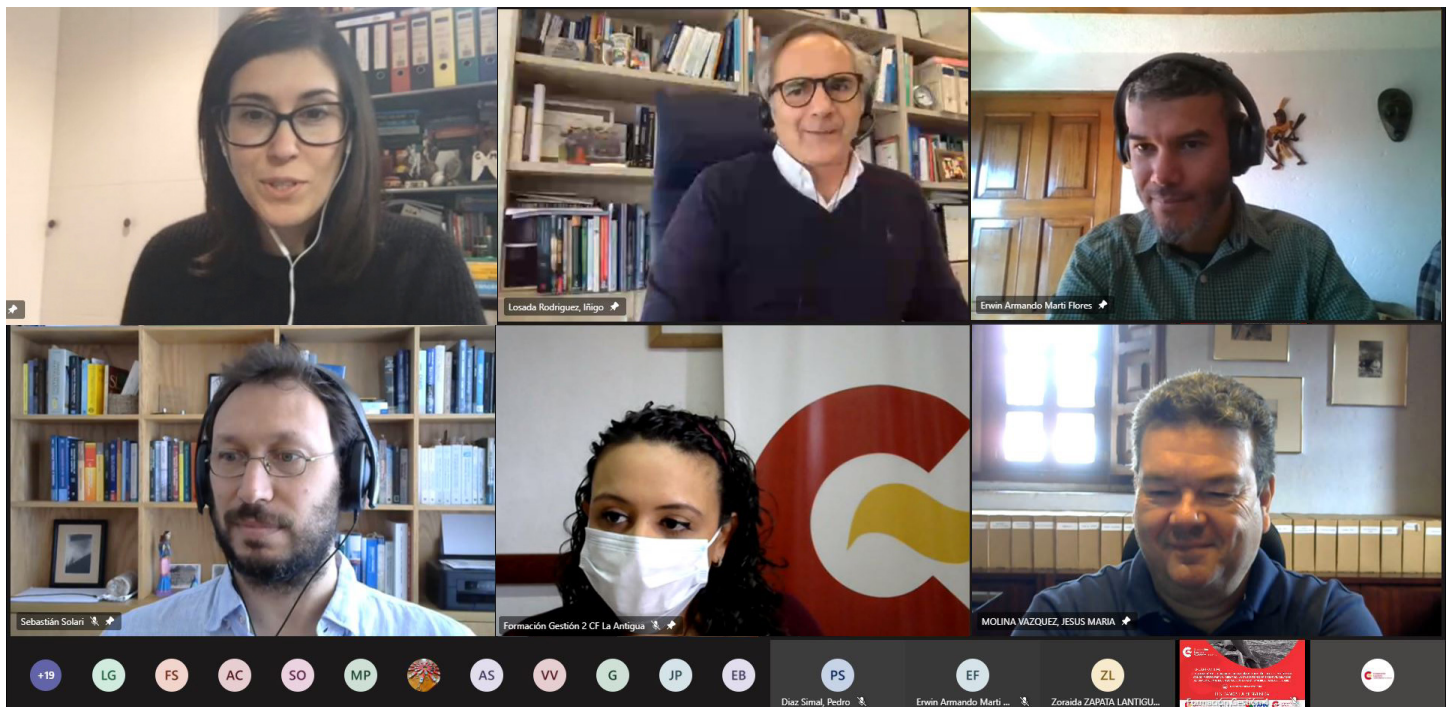 Losada Rodriguez, Iñigo
Erwin Armando Marti Flores
Sebastián Solari
Formación Gestión 2 CF La Antigua
MOLINA VAZQUEZ, JESUS MARIA
+19
LG
FS
AC
SO
MP
AS
VV
G
JP
EB
PS
EF
ZL
Diaz Simal, Pedro
Erwin Armando Marti ...
Zoraida ZAPATA LANTIGU...